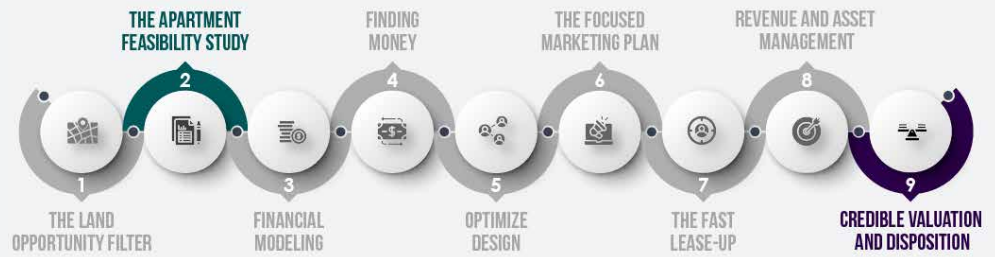 THE APARTMENT
FEASIBILITY STUDY
FINDING
MONEY
THE FOCUSED
MARKETING PLAN
REVENUE AND ASSET
MANAGEMENT
2
4
6
8
1
3
5
7
9
THE LAND
OPPORTUNITY FILTER
FINANCIAL
MODELING
OPTIMIZE
DESIGN
THE FAST
LEASE-UP
CREDIBLE VALUATION
AND DISPOSITION